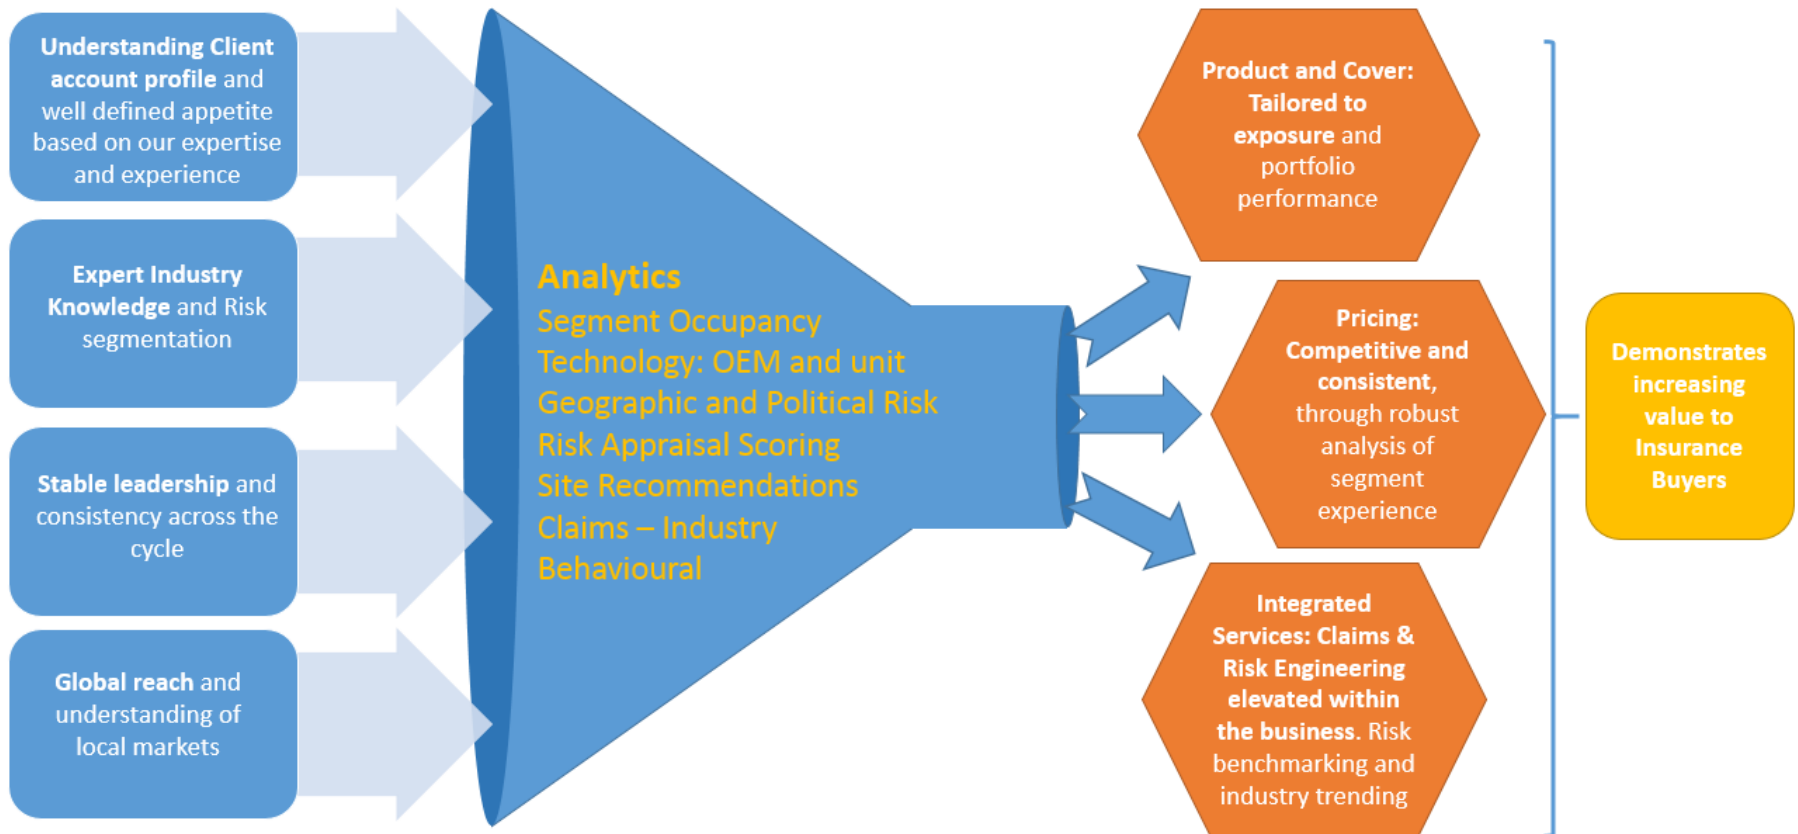 Understanding Client
account profile and
well defined appetite
based on our expertise
and experience
Expert Industry
Knowledge and Risk
segmentation
Stable leadership and
consistency across the
cycle
Global reach and
understanding of
local markets
Analytics
Segment Occupancy
Technology: OEM and unit
Geographic and Political Risk
Risk Appraisal Scoring
Site Recommendations
Claims – Industry
Behavioural
Product and Cover:
Tailored to
exposure and
portfolio
performance
Pricing:
Competitive and
consistent,
through robust
analysis of
segment
experience
Integrated
Services: Claims &
Risk Engineering
elevated within
the business. Risk
benchmarking and
industry trending
Demonstrates
increasing
value to
Insurance
Buyers